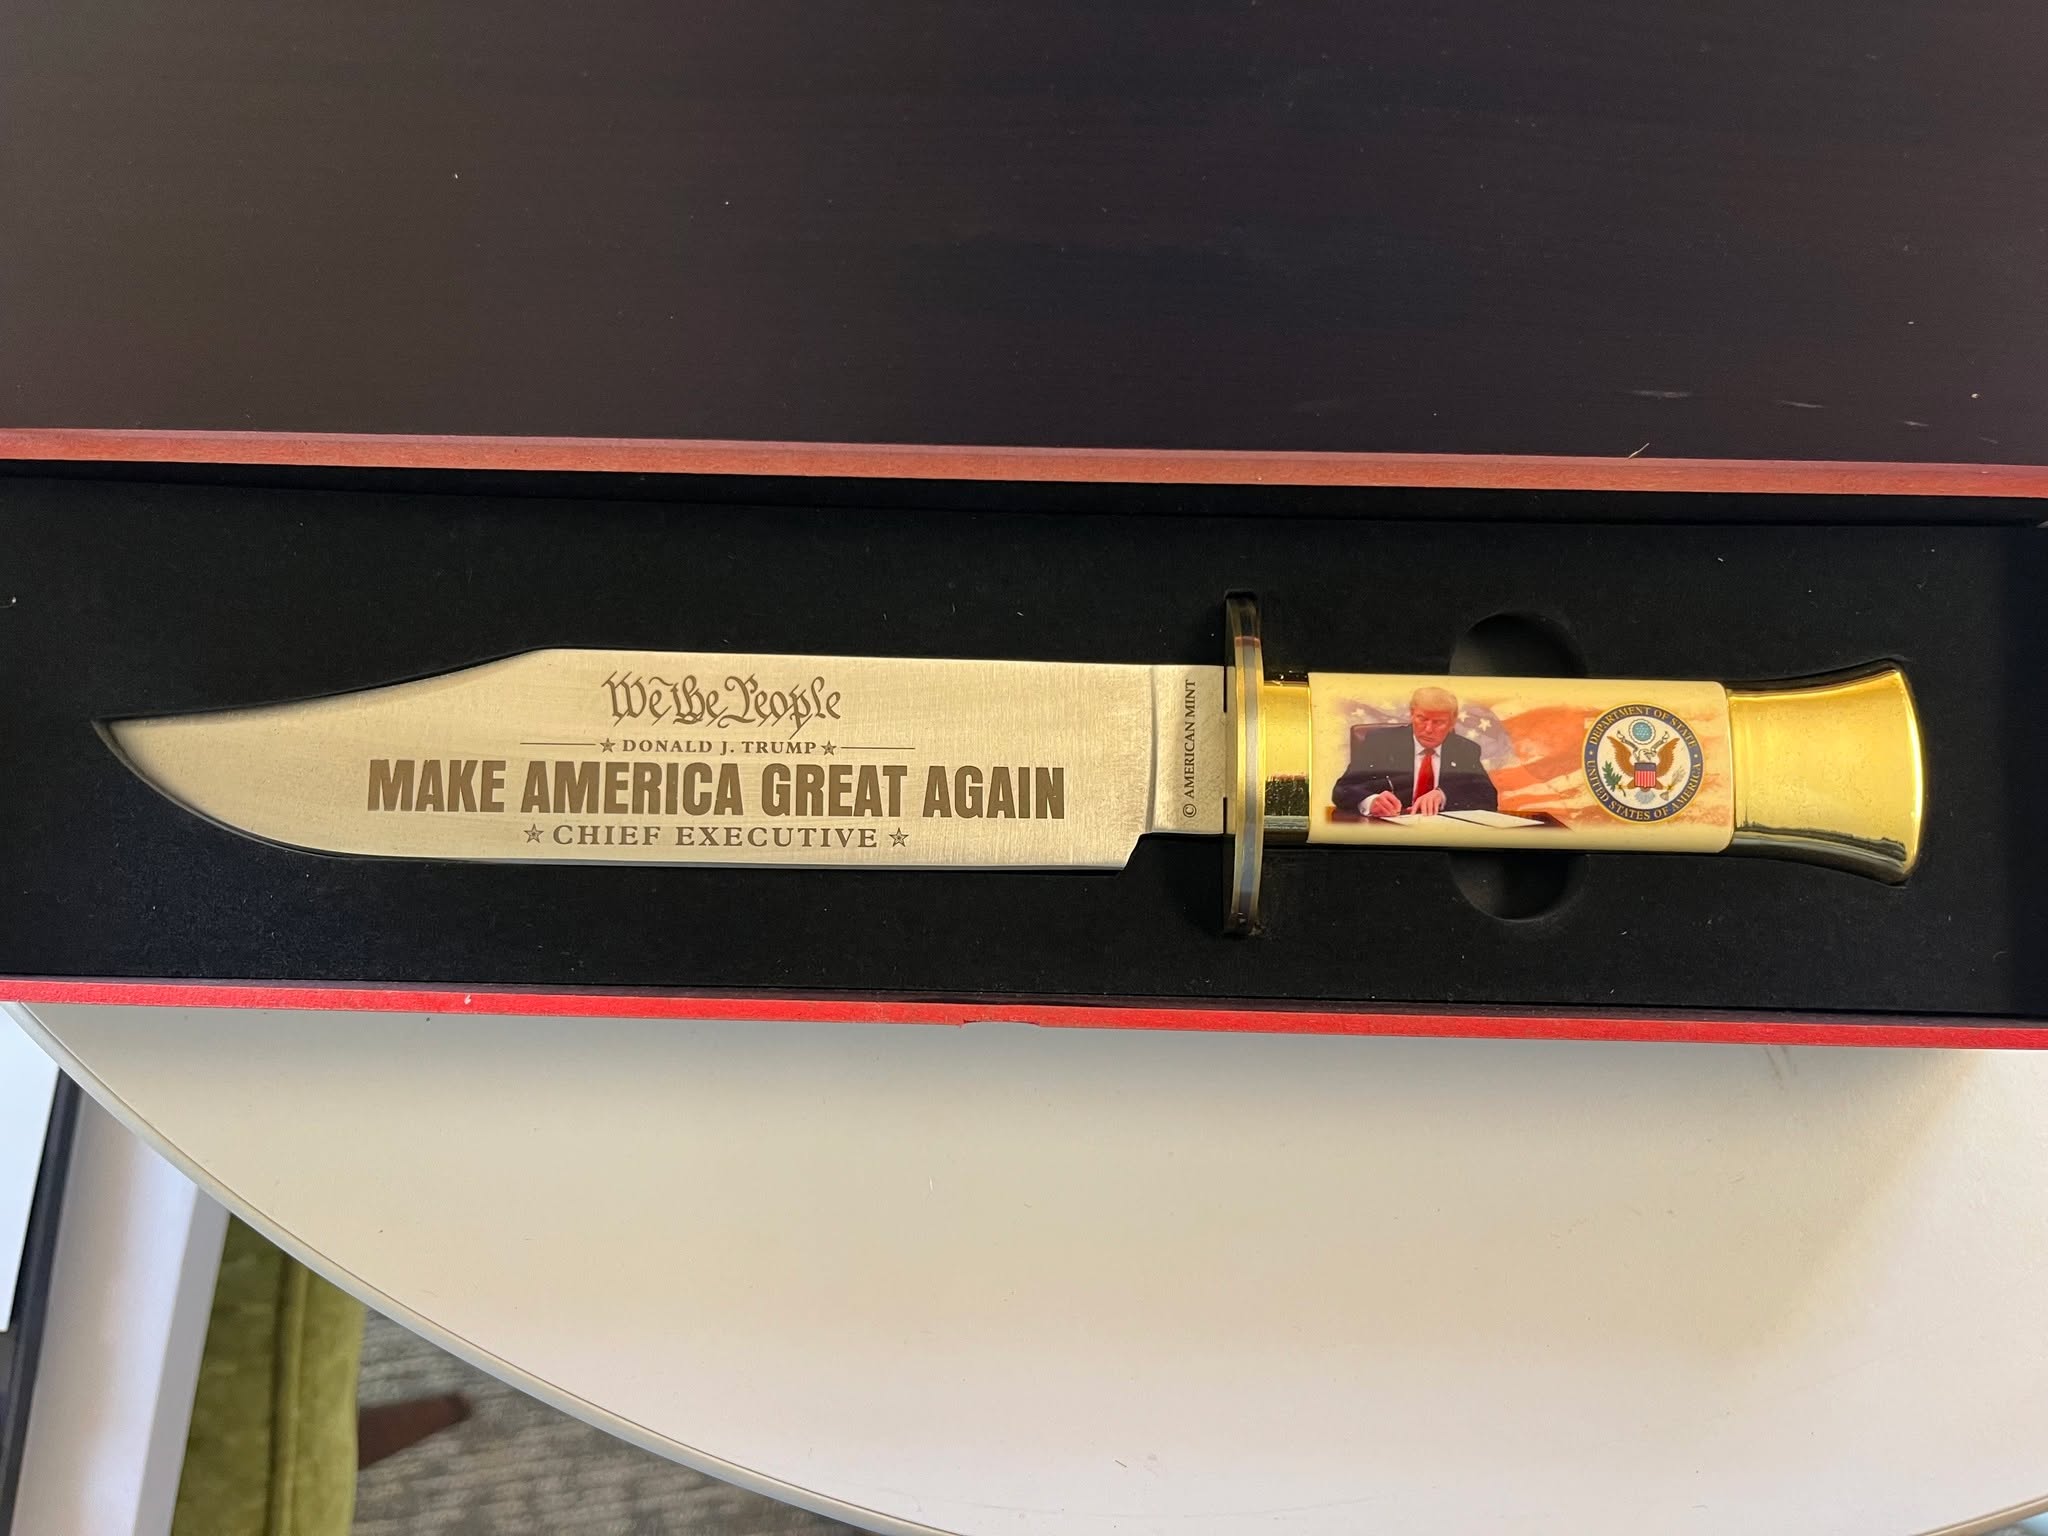 We the People
DONALD J. TRUMP
MAKE AMERICA GREAT AGAIN
CHIEF EXECUTIVE
© AMERICAN MINT
DEPARTMENT OF STATE
UNITED STATES OF AMERICA